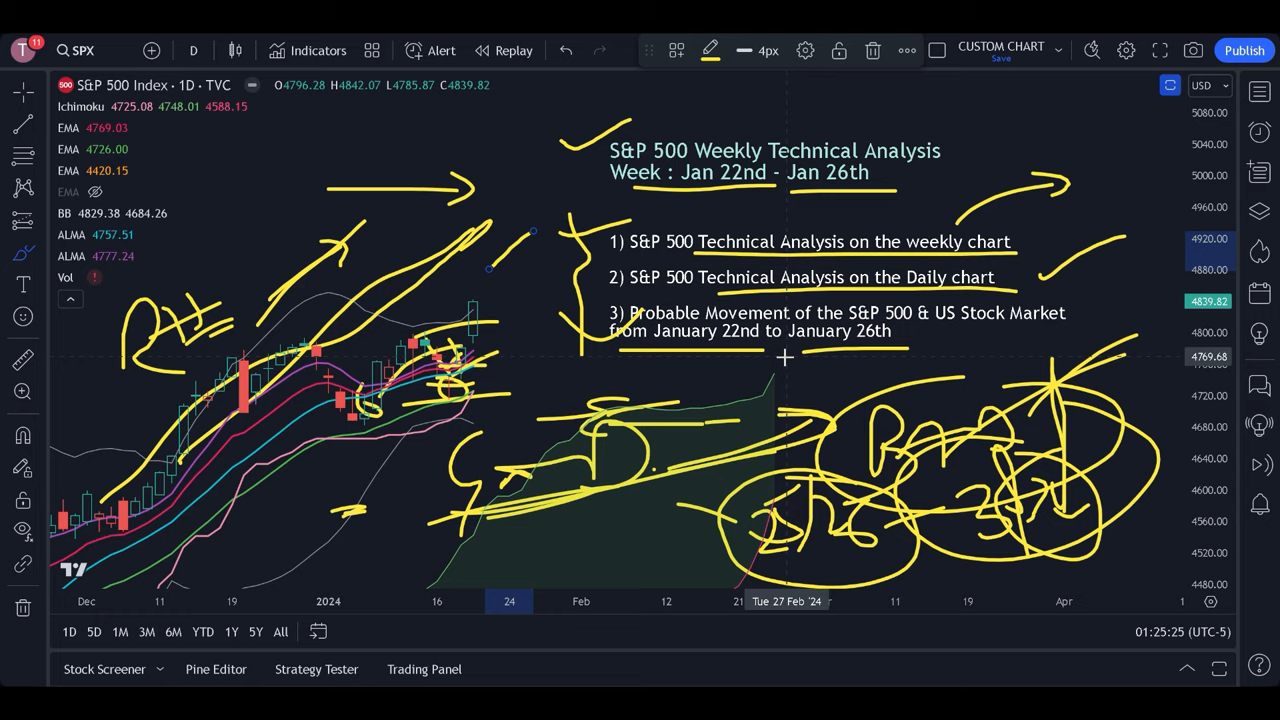 T
11
SPX
D
Indicators
Alert
Replay
4px
CUSTOM CHART
Save
Publish
500
S&P 500 Index · 1D · TVC
O4796.28 H4842.07 L4785.87 C4839.82
USD
Ichimoku 4725.08 4748.01 4588.15
EMA 4769.03
EMA 4726.00
EMA 4420.15
EMA
BB 4829.38 4684.26
ALMA 4757.51
ALMA 4777.24
Vol
S&P 500 Weekly Technical Analysis
Week : Jan 22nd - Jan 26th
1) S&P 500 Technical Analysis on the weekly chart
2) S&P 500 Technical Analysis on the Daily chart
3) Probable Movement of the S&P 500 & US Stock Market
from January 22nd to January 26th
5080.00
5040.00
5000.00
4960.00
4920.00
4880.00
4839.82
4800.00
4769.68
4720.00
4680.00
4640.00
4600.00
4560.00
4520.00
4480.00
Dec
11
19
2024
16
24
Feb
12
21
Tue 27 Feb '24
11
19
Apr
1
1D 5D 1M 3M 6M YTD 1Y 5Y All
01:25:25 (UTC-5)
Stock Screener
Pine Editor
Strategy Tester
Trading Panel